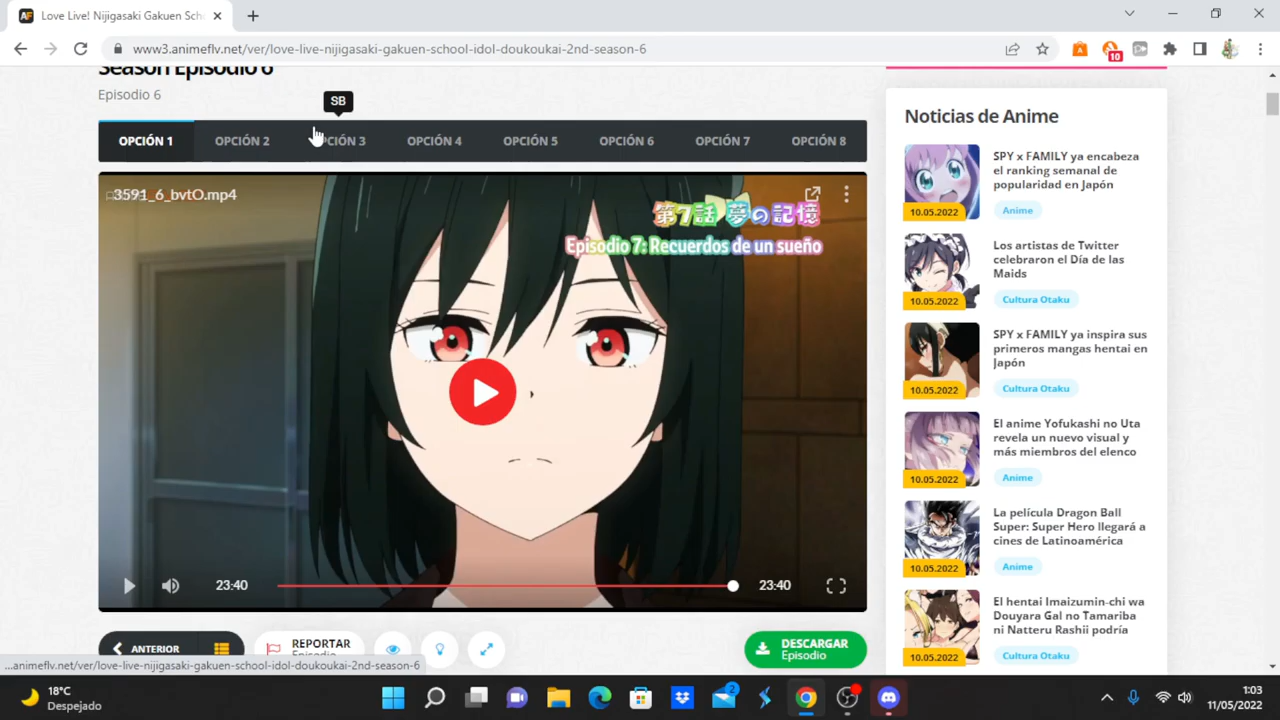 Love Live! Nijigasaki Gakuen Sch
www3.animeflv.net/ver/love-live-nijigasaki-gakuen-school-idol-doukoukai-2nd-season-6
10
Season Episodio 6
Episodio 6
SB
OPCIÓN 1
OPCIÓN 2
CIÓN 3
OPCIÓN 4
OPCIÓN 5
OPCIÓN 6
OPCIÓN 7
OPCIÓN 8
3591_6_bvtO.mp4
第7話 夢の記憶
Episodio 7: Recuerdos de un sueño
23:40
23:40
ANTERIOR
REPORTAR
Episodio
DESCARGAR
Episodio
Noticias de Anime
SPY x FAMILY ya encabeza
el ranking semanal de
popularidad en Japón
10.05.2022
Anime
Los artistas de Twitter
celebraron el Día de las
Maids
10.05.2022
Cultura Otaku
SPY x FAMILY ya inspira sus
primeros mangas hentai en
Japón
10.05.2022
Cultura Otaku
El anime Yofukashi no Uta
revela un nuevo visual y
más miembros del elenco
10.05.2022
Anime
La película Dragon Ball
Super: Super Hero llegará a
cines de Latinoamérica
10.05.2022
Anime
El hentai Imaizumin-chi wa
Douyara Gal no Tamariba
ni Natteru Rashii podría
10.05.2022
Cultura Otaku
...animeflv.net/ver/love-live-nijigasaki-gakuen-school-idol-doukoukai-2nd-season-6
18°C
Despejado
2
1:03
11/05/2022